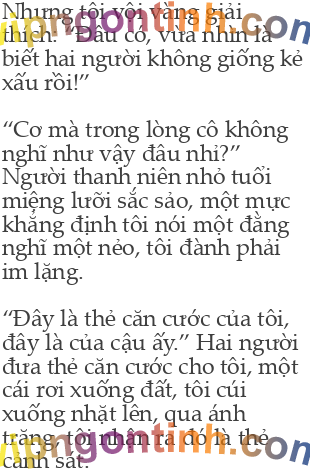 Nhưng tôi vội vàng giải
thích: “Đâu có, vừa nhìn là
biết hai người không giống kẻ
xấu rồi!”
“Cơ mà trong lòng cô không
nghĩ như vậy đâu nhỉ?”
Người thanh niên nhỏ tuổi
miệng lưỡi sắc sảo, một mực
khẳng định tôi nói một đằng
nghĩ một nẻo, tôi đành phải
im lặng.
“Đây là thẻ căn cước của tôi,
đây là của cậu ấy.” Hai người
đưa thẻ căn cước cho tôi, một
cái rơi xuống đất, tôi cúi
xuống nhặt lên, qua ánh
trăng, tôi nhận ra đó là thẻ
cảnh sát.
vipngontinh.com
vipngontinh.com